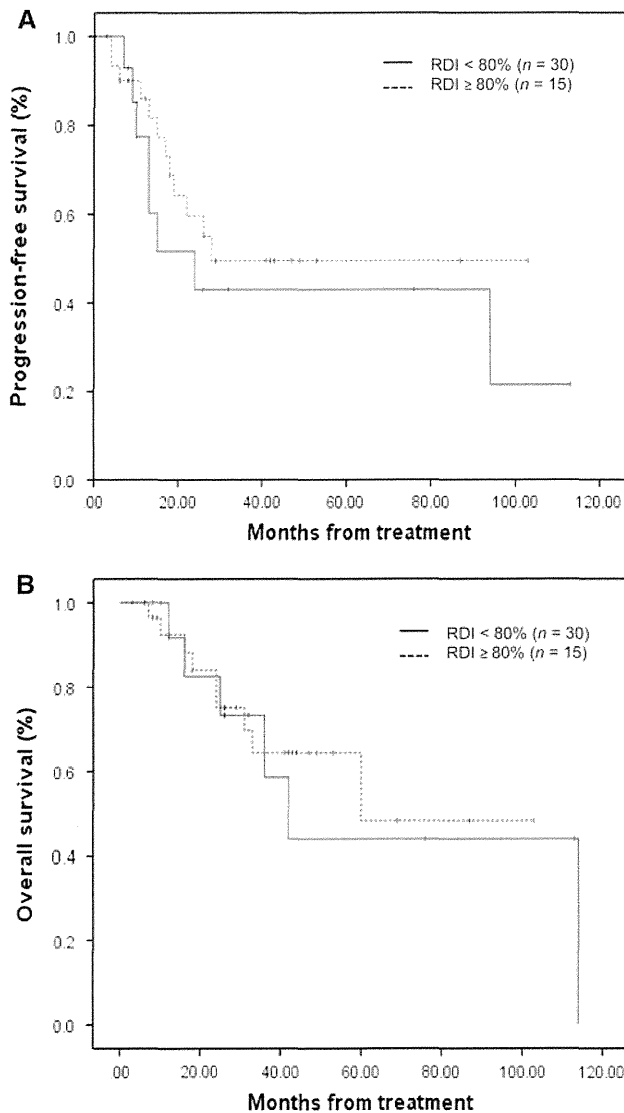 A
Progression-free survival (%)
1.0
0.8
0.6
0.4
0.2
0.0
RDI < 80% (n = 30)
RDI ≥ 80% (n = 15)
.00 20.00 40.00 60.00 80.00 100.00 120.00
Months from treatment
B
Overall survival (%)
1.0
0.8
0.6
0.4
0.2
0.0
RDI < 80% (n = 30)
RDI ≥ 80% (n = 15)
.00 20.00 40.00 60.00 80.00 100.00 120.00
Months from treatment